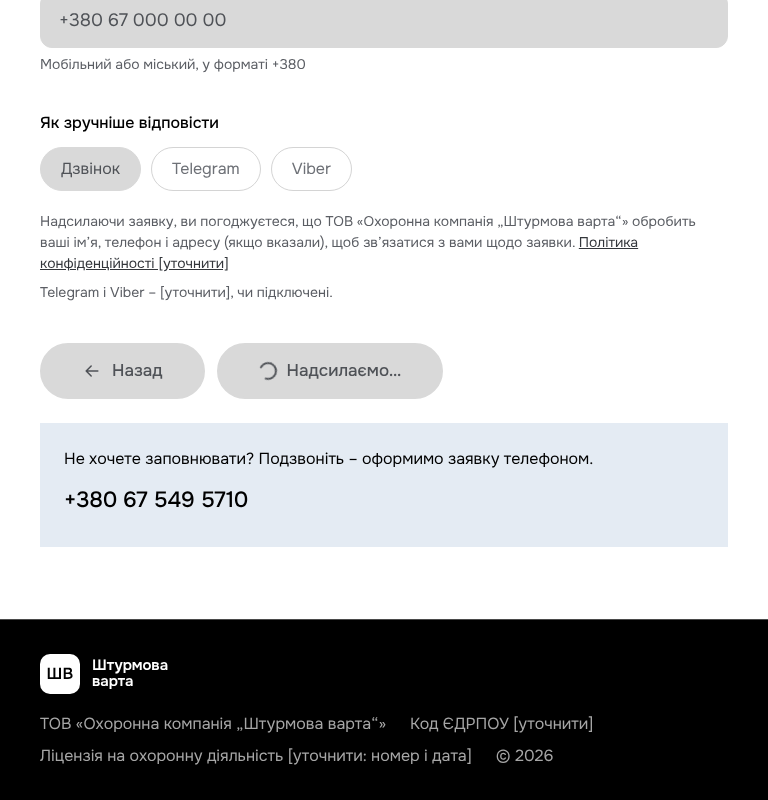 +380 67 000 00 00
Мобільний або міський, у форматі +380
Як зручніше відповісти
Дзвінок
Telegram
Viber
Надсилаючи заявку, ви погоджуєтеся, що ТОВ «Охоронна компанія „Штурмова варта“» обробить
ваші ім’я, телефон і адресу (якщо вказали), щоб зв’язатися з вами щодо заявки. Політика
конфіденційності [уточнити]
Telegram і Viber – [уточнити], чи підключені.
← Назад
Надсилаємо...
Не хочете заповнювати? Подзвоніть – оформимо заявку телефоном.
+380 67 549 5710
ШВ
Штурмова
варта
ТОВ «Охоронна компанія „Штурмова варта“»
Код ЄДРПОУ [уточнити]
Ліцензія на охоронну діяльність [уточнити: номер і дата]
© 2026